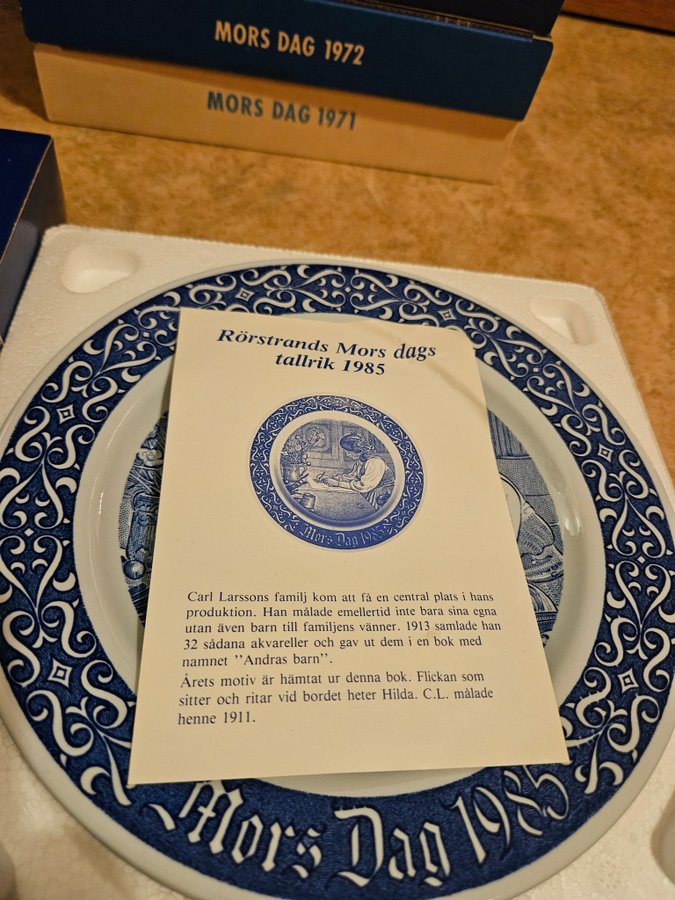 MORS DAG 1972
MORS DAG 1971
Rörstrands Mors dags
tallrik 1985
Mors Dag 1985
Carl Larssons familj kom att få en central plats i hans
produktion. Han målade emellertid inte bara sina egna
utan även barn till familjens vänner. 1913 samlade han
32 sådana akvareller och gav ut dem i en bok med
namnet ”Andras barn”.
Årets motiv är hämtat ur denna bok. Flickan som
sitter och ritar vid bordet heter Hilda. C.L. målade
henne 1911.
Mors Dag 1985